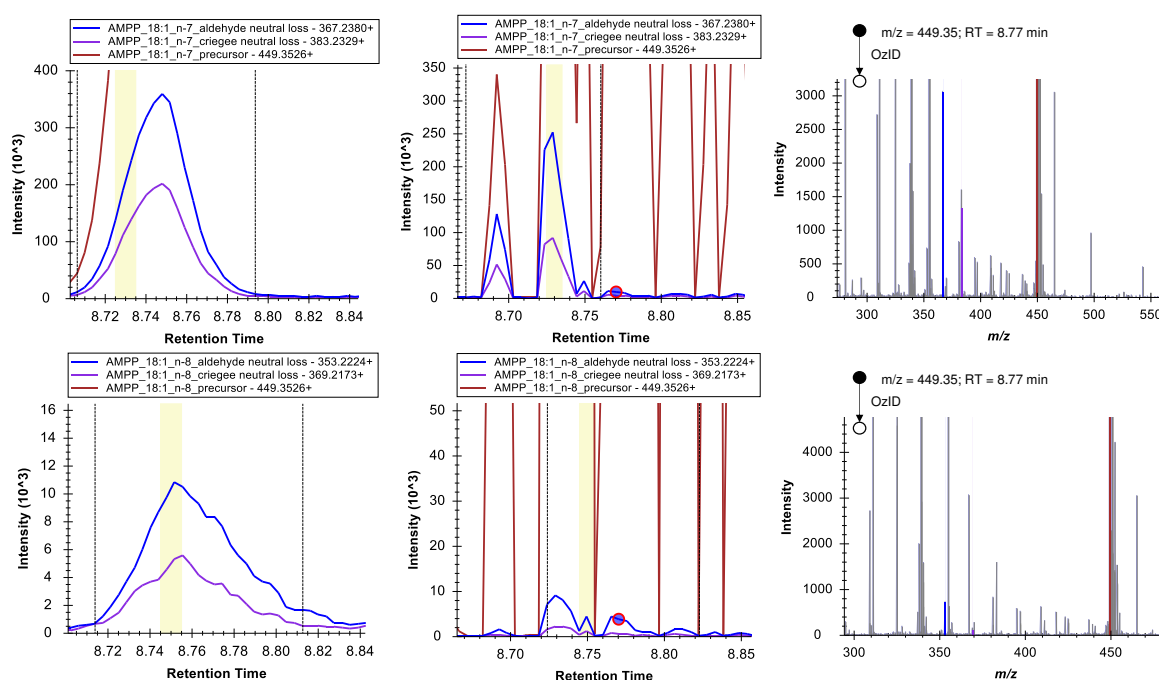 AMPP_18:1_n-7_aldehyde neutral loss - 367.2380+
AMPP_18:1_n-7_criegee neutral loss - 383.2329+
AMPP_18:1_n-7_precursor - 449.3526+
400
300
200
100
0
Intensity (10^3)
8.72 8.74 8.76 8.78 8.80 8.82 8.84
Retention Time
AMPP_18:1_n-7_aldehyde neutral loss - 367.2380+
AMPP_18:1_n-7_criegee neutral loss - 383.2329+
AMPP_18:1_n-7_precursor - 449.3526+
350
300
250
200
150
100
50
0
Intensity (10^3)
8.70 8.75 8.80 8.85
Retention Time
m/z = 449.35; RT = 8.77 min
OzID
3000
2500
2000
1500
1000
500
0
Intensity
300 350 400 450 500 550
m/z
AMPP_18:1_n-8_aldehyde neutral loss - 353.2224+
AMPP_18:1_n-8_criegee neutral loss - 369.2173+
AMPP_18:1_n-8_precursor - 449.3526+
16
14
12
10
8
6
4
2
0
Intensity (10^3)
8.72 8.74 8.76 8.78 8.80 8.82 8.84
Retention Time
AMPP_18:1_n-8_aldehyde neutral loss - 353.2224+
AMPP_18:1_n-8_criegee neutral loss - 369.2173+
AMPP_18:1_n-8_precursor - 449.3526+
50
40
30
20
10
0
Intensity (10^3)
8.70 8.75 8.80 8.85
Retention Time
m/z = 449.35; RT = 8.77 min
OzID
4000
3000
2000
1000
0
Intensity
300 350 400 450
m/z